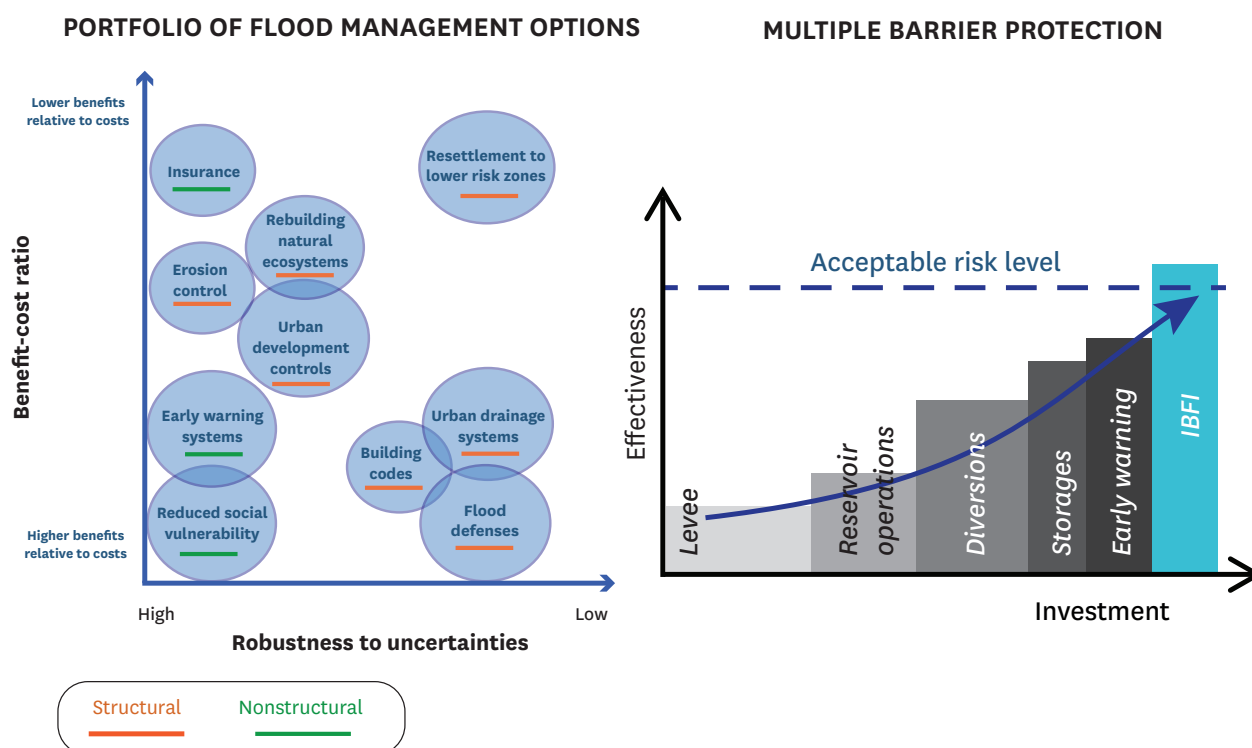 PORTFOLIO OF FLOOD MANAGEMENT OPTIONS
Lower benefits
relative to costs
Benefit-cost ratio
Higher benefits
relative to costs
Insurance
Resettlement to
lower risk zones
Rebuilding
natural
ecosystems
Erosion
control
Urban
development
controls
Early warning
systems
Urban drainage
systems
Building
codes
Reduced social
vulnerability
Flood
defenses
High
Low
Robustness to uncertainties
Structural
Nonstructural
MULTIPLE BARRIER PROTECTION
Effectiveness
Acceptable risk level
Levee
Reservoir
operations
Diversions
Storages
Early warning
IBFI
Investment